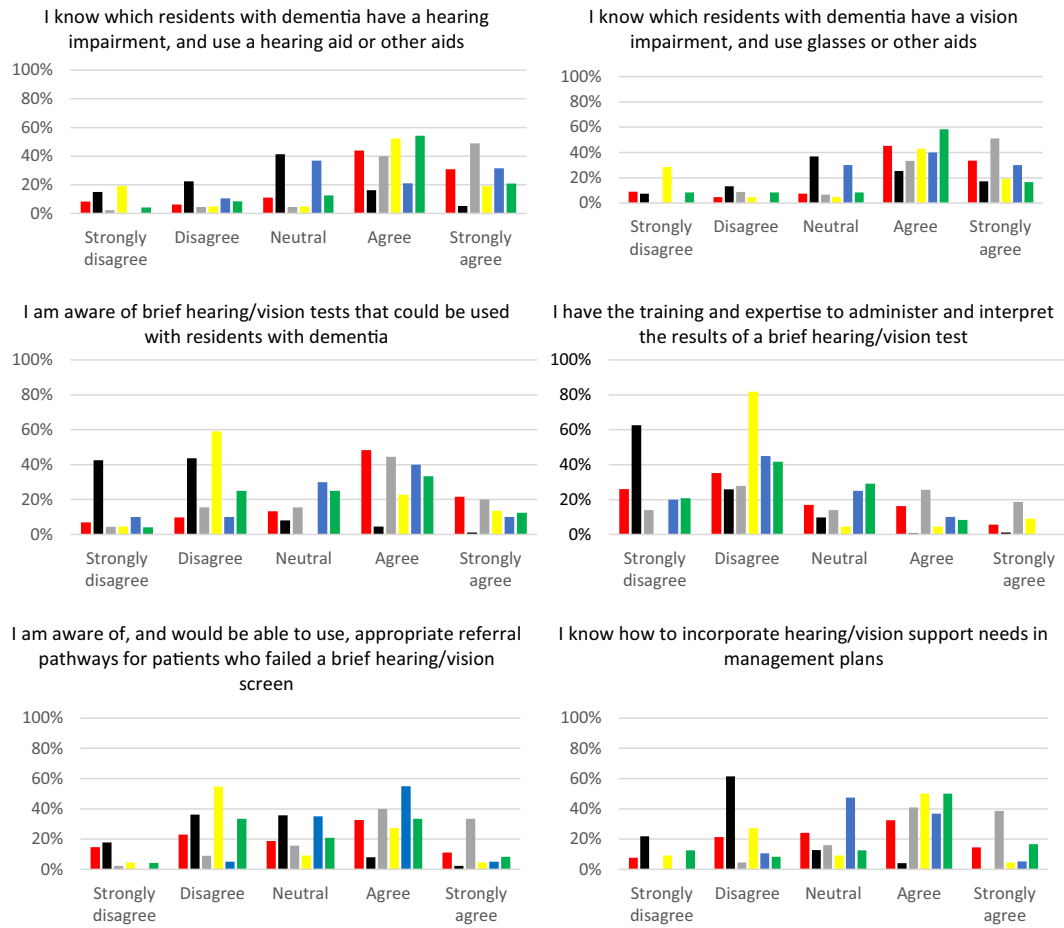 I know which residents with dementia have a hearing
impairment, and use a hearing aid or other aids
100%
80%
60%
40%
20%
0%
Strongly
disagree
Disagree
Neutral
Agree
Strongly
agree
I know which residents with dementia have a vision
impairment, and use glasses or other aids
100%
80%
60%
40%
20%
0%
Strongly
disagree
Disagree
Neutral
Agree
Strongly
agree
I am aware of brief hearing/vision tests that could be used
with residents with dementia
100%
80%
60%
40%
20%
0%
Strongly
disagree
Disagree
Neutral
Agree
Strongly
agree
I have the training and expertise to administer and interpret
the results of a brief hearing/vision test
100%
80%
60%
40%
20%
0%
Strongly
disagree
Disagree
Neutral
Agree
Strongly
agree
I am aware of, and would be able to use, appropriate referral
pathways for patients who failed a brief hearing/vision
screen
100%
80%
60%
40%
20%
0%
Strongly
disagree
Disagree
Neutral
Agree
Strongly
agree
I know how to incorporate hearing/vision support needs in
management plans
100%
80%
60%
40%
20%
0%
Strongly
disagree
Disagree
Neutral
Agree
Strongly
agree